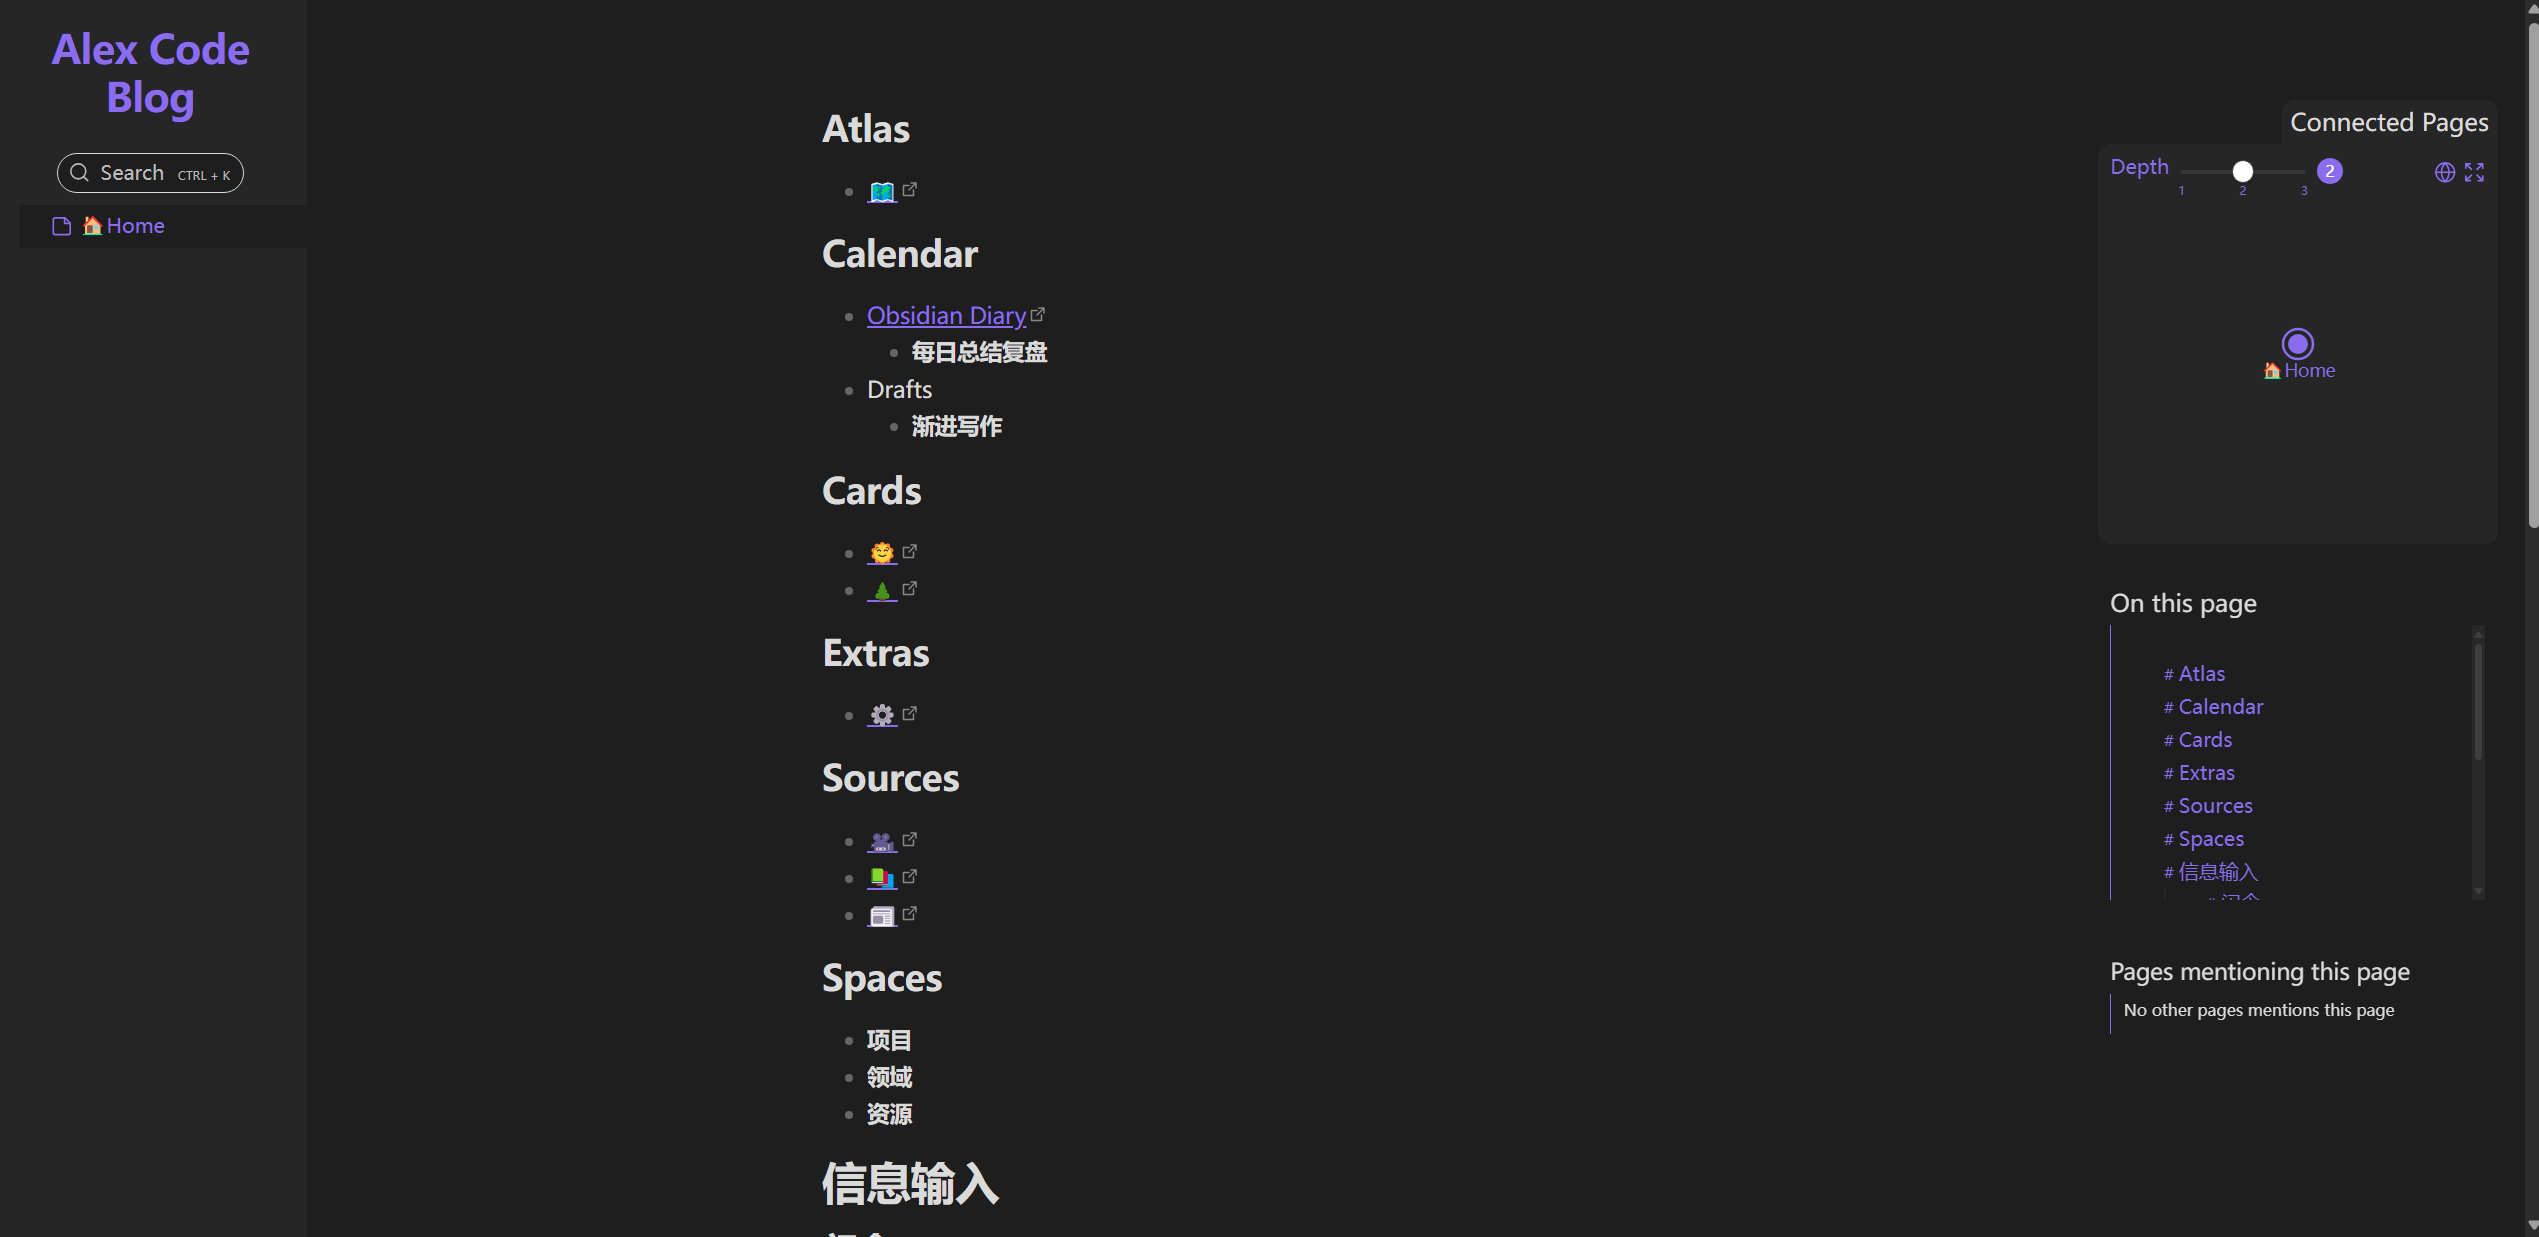 Alex Code
Blog
Search CTRL + K
🏠Home
Atlas
Calendar
Obsidian Diary
每日总结复盘
Drafts
渐进写作
Cards
Extras
Sources
Spaces
项目
领域
资源
信息输入
Connected Pages
Depth
1 2 3
2
🏠Home
On this page
# Atlas
# Calendar
# Cards
# Extras
# Sources
# Spaces
# 信息输入
Pages mentioning this page
No other pages mentions this page